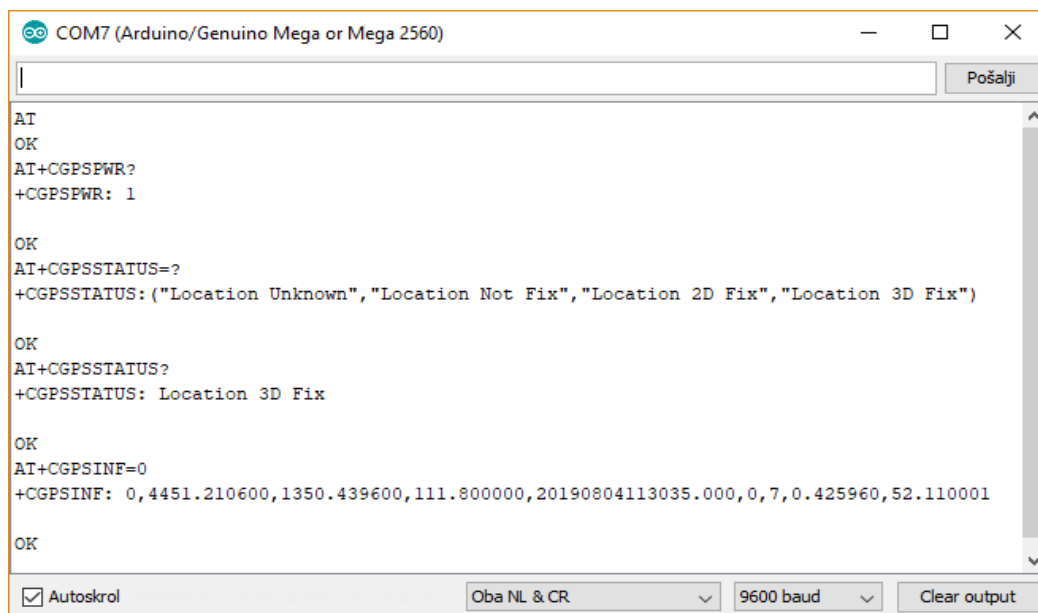 COM7 (Arduino/Genuino Mega or Mega 2560)
Pošalji
AT
OK
AT+CGPSPWR?
+CGPSPWR: 1
OK
AT+CGPSSTATUS=?
+CGPSSTATUS:("Location Unknown","Location Not Fix","Location 2D Fix","Location 3D Fix")
OK
AT+CGPSSTATUS?
+CGPSSTATUS: Location 3D Fix
OK
AT+CGPSINF=0
+CGPSINF: 0,4451.210600,1350.439600,111.800000,20190804113035.000,0,7,0.425960,52.110001
OK
Autoskrol Oba NL & CR 9600 baud Clear output